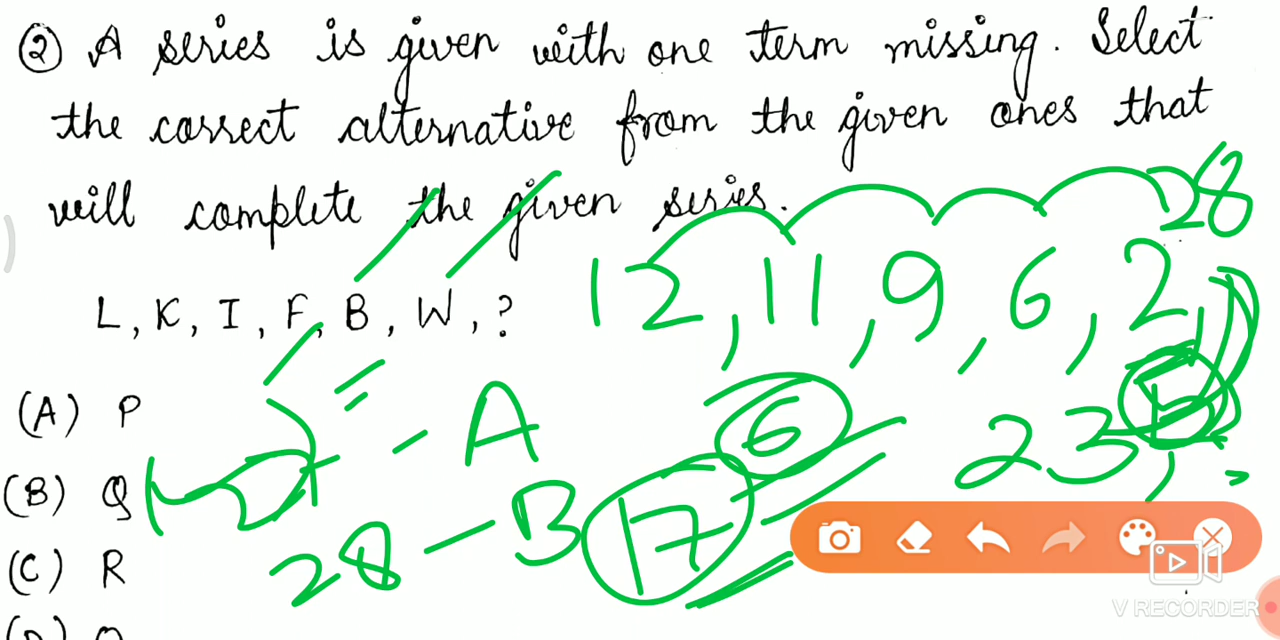 ② A series is given with one term missing. Select
the correct alternative from the given ones that
will complete the given series.
28
12, 11, 9, 6, 2,
L, K, I, F, B, W, ?
(A) P
- A
6
23
(B) Q
28 - B 17
(C) R
V RECORDER